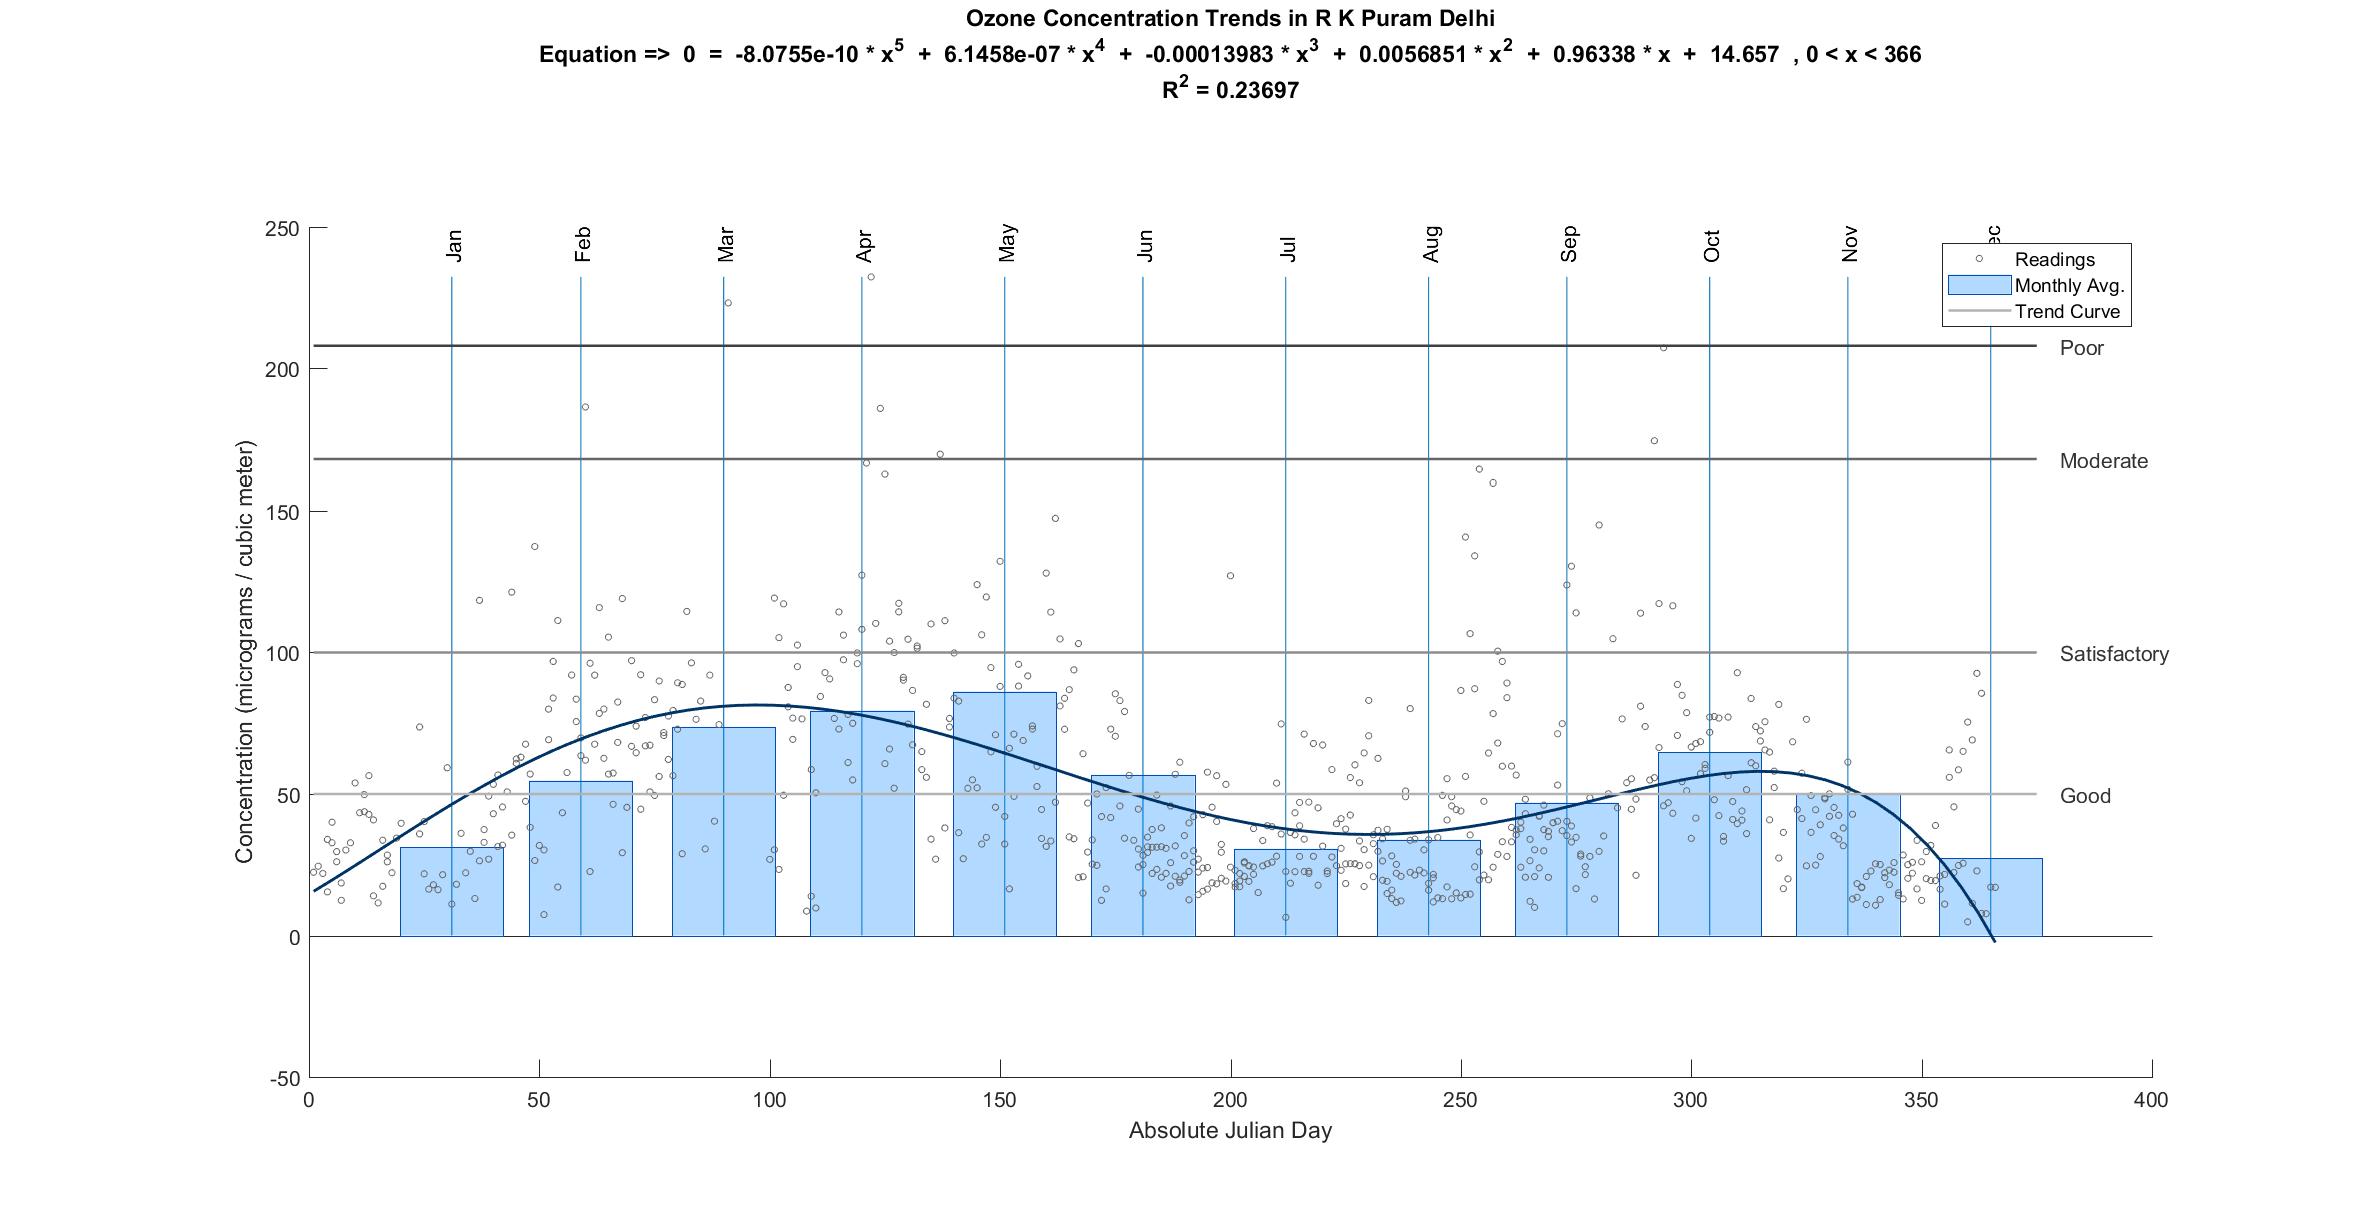 Ozone Concentration Trends in R K Puram Delhi
Equation => 0 = -8.0755e-10 * x⁵ + 6.1458e-07 * x⁴ + -0.00013983 * x³ + 0.0056851 * x² + 0.96338 * x + 14.657 , 0 < x < 366
R² = 0.23697
250
200
150
100
50
0
-50
Concentration (micrograms / cubic meter)
Jan
Feb
Mar
Apr
May
Jun
Jul
Aug
Sep
Oct
Nov
ec
Readings
Monthly Avg.
Trend Curve
Poor
Moderate
Satisfactory
Good
0 50 100 150 200 250 300 350 400
Absolute Julian Day